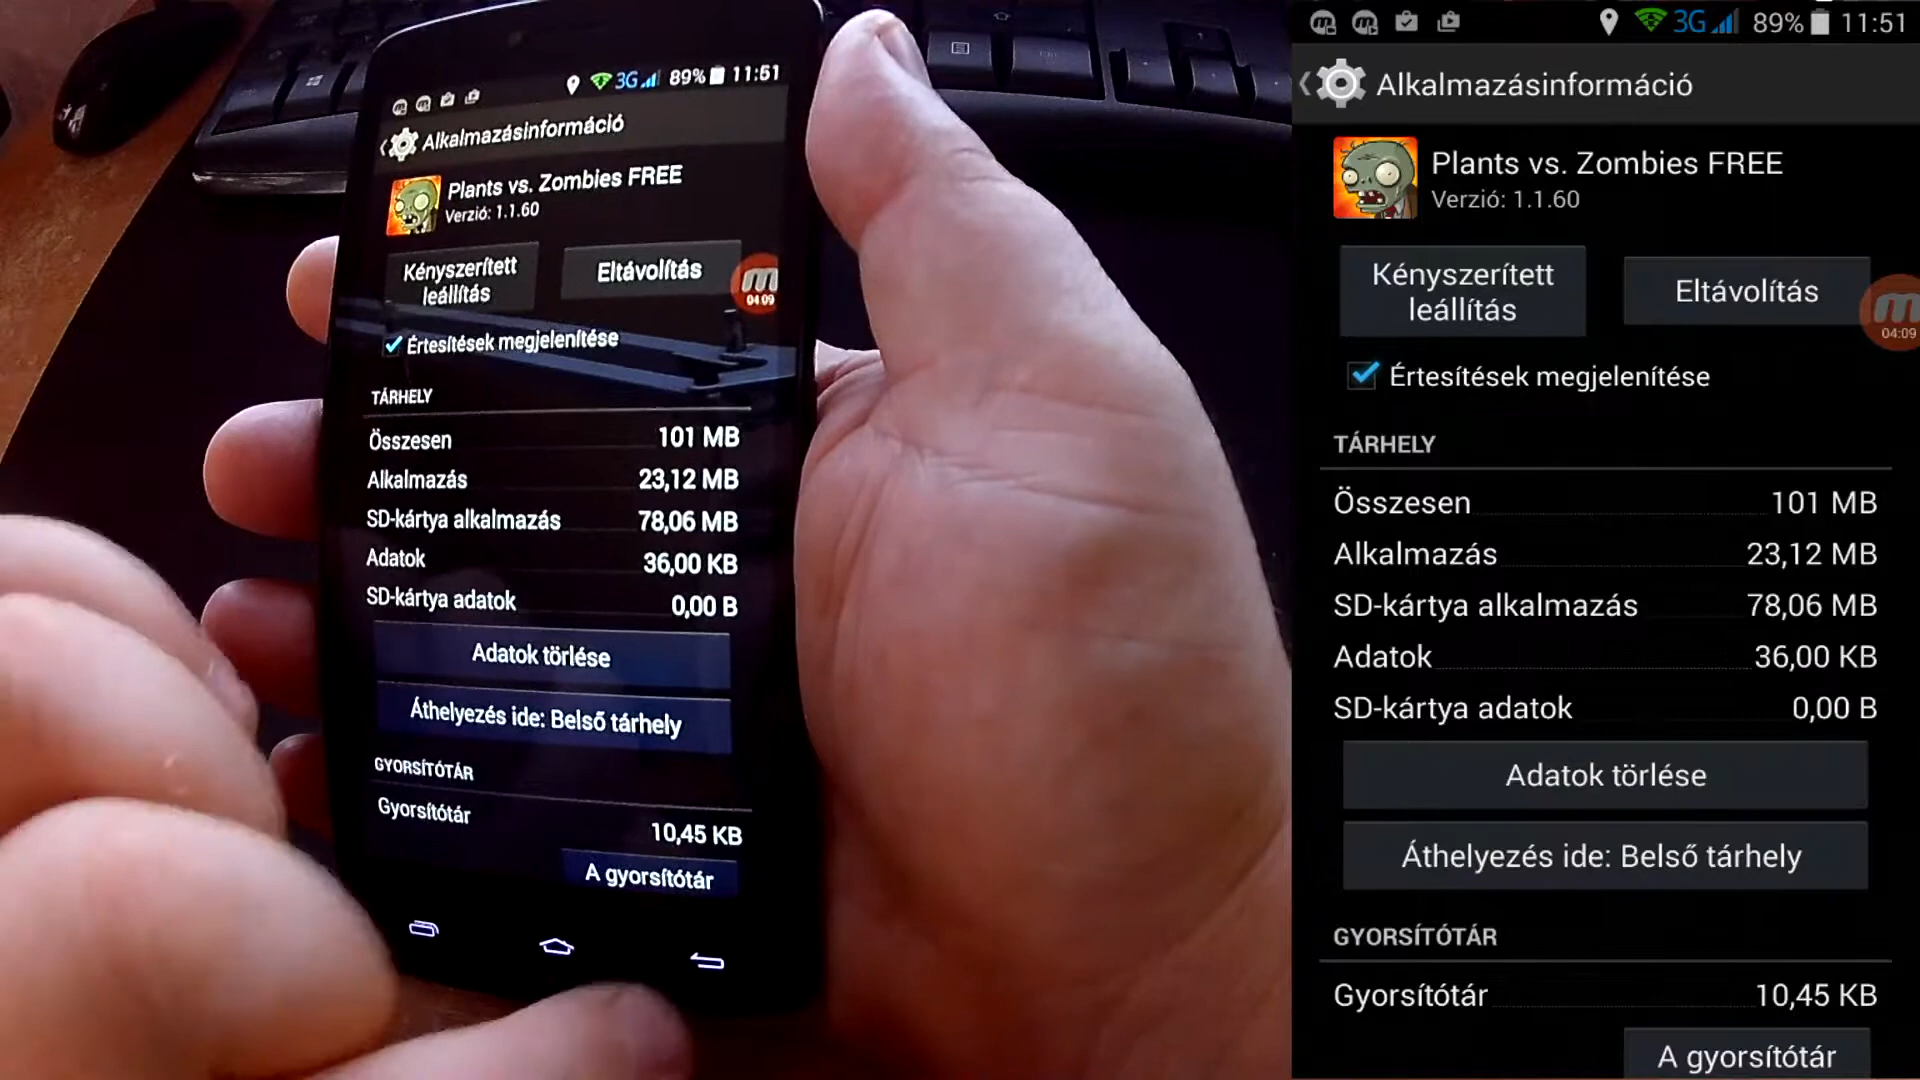 3G 89% 11:51
Alkalmazásinformáció
Plants vs. Zombies FREE
Verzió: 1.1.60
Kényszerített
leállítás
Eltávolítás
04:09
Értesítések megjelenítése
TÁRHELY
Összesen 101 MB
Alkalmazás 23,12 MB
SD-kártya alkalmazás 78,06 MB
Adatok 36,00 KB
SD-kártya adatok 0,00 B
Adatok törlése
Áthelyezés ide: Belső tárhely
GYORSÍTÓTÁR
Gyorsítótár 10,45 KB
A gyorsítótár
3G 89% 11:51
Alkalmazásinformáció
Plants vs. Zombies FREE
Verzió: 1.1.60
Kényszerített
leállítás
Eltávolítás
04:09
Értesítések megjelenítése
TÁRHELY
Összesen 101 MB
Alkalmazás 23,12 MB
SD-kártya alkalmazás 78,06 MB
Adatok 36,00 KB
SD-kártya adatok 0,00 B
Adatok törlése
Áthelyezés ide: Belső tárhely
GYORSÍTÓTÁR
Gyorsítótár 10,45 KB
A gyorsítótár